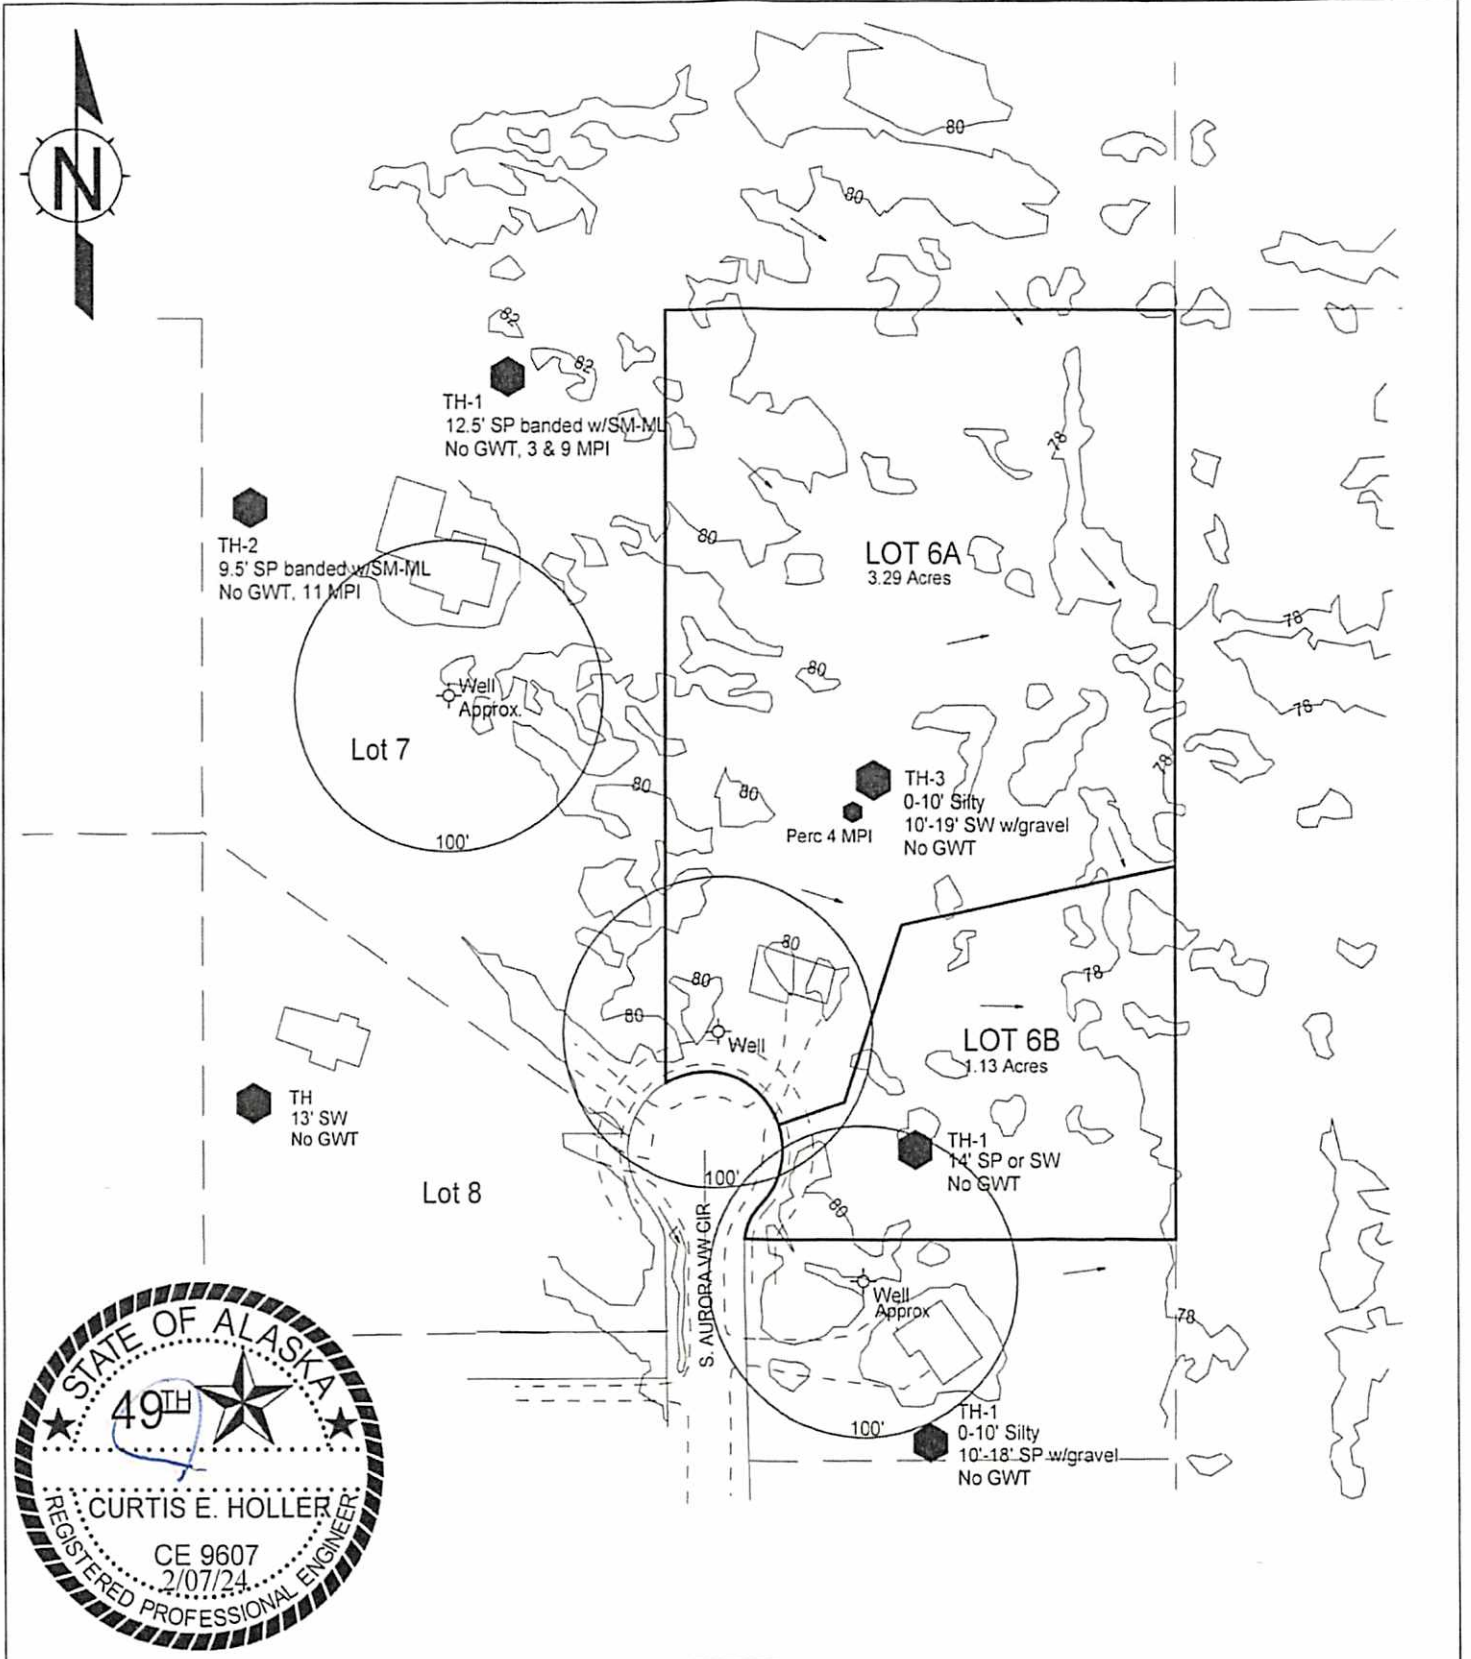 N
80
80
82
82
TH-1
12.5' SP banded w/SM-ML
No GWT, 3 & 9 MPI
78
TH-2
9.5' SP banded w/SM-ML
No GWT, 11 MPI
80
LOT 6A
3.29 Acres
78
80
Well
Approx.
78
Lot 7
78
80
80
TH-3
0-10' Silty
10'-19' SW w/gravel
No GWT
Perc 4 MPI
100'
80
80
78
80
Well
LOT 6B
1.13 Acres
TH
13' SW
No GWT
TH-1
14' SP or SW
No GWT
100'
Lot 8
80
S. AURORA VW CIR
Well
Approx
78
100'
TH-1
0-10' Silty
10'-18' SP w/gravel
No GWT
STATE OF ALASKA
49TH
CURTIS E. HOLLER
CE 9607
2/07/24
REGISTERED PROFESSIONAL ENGINEER